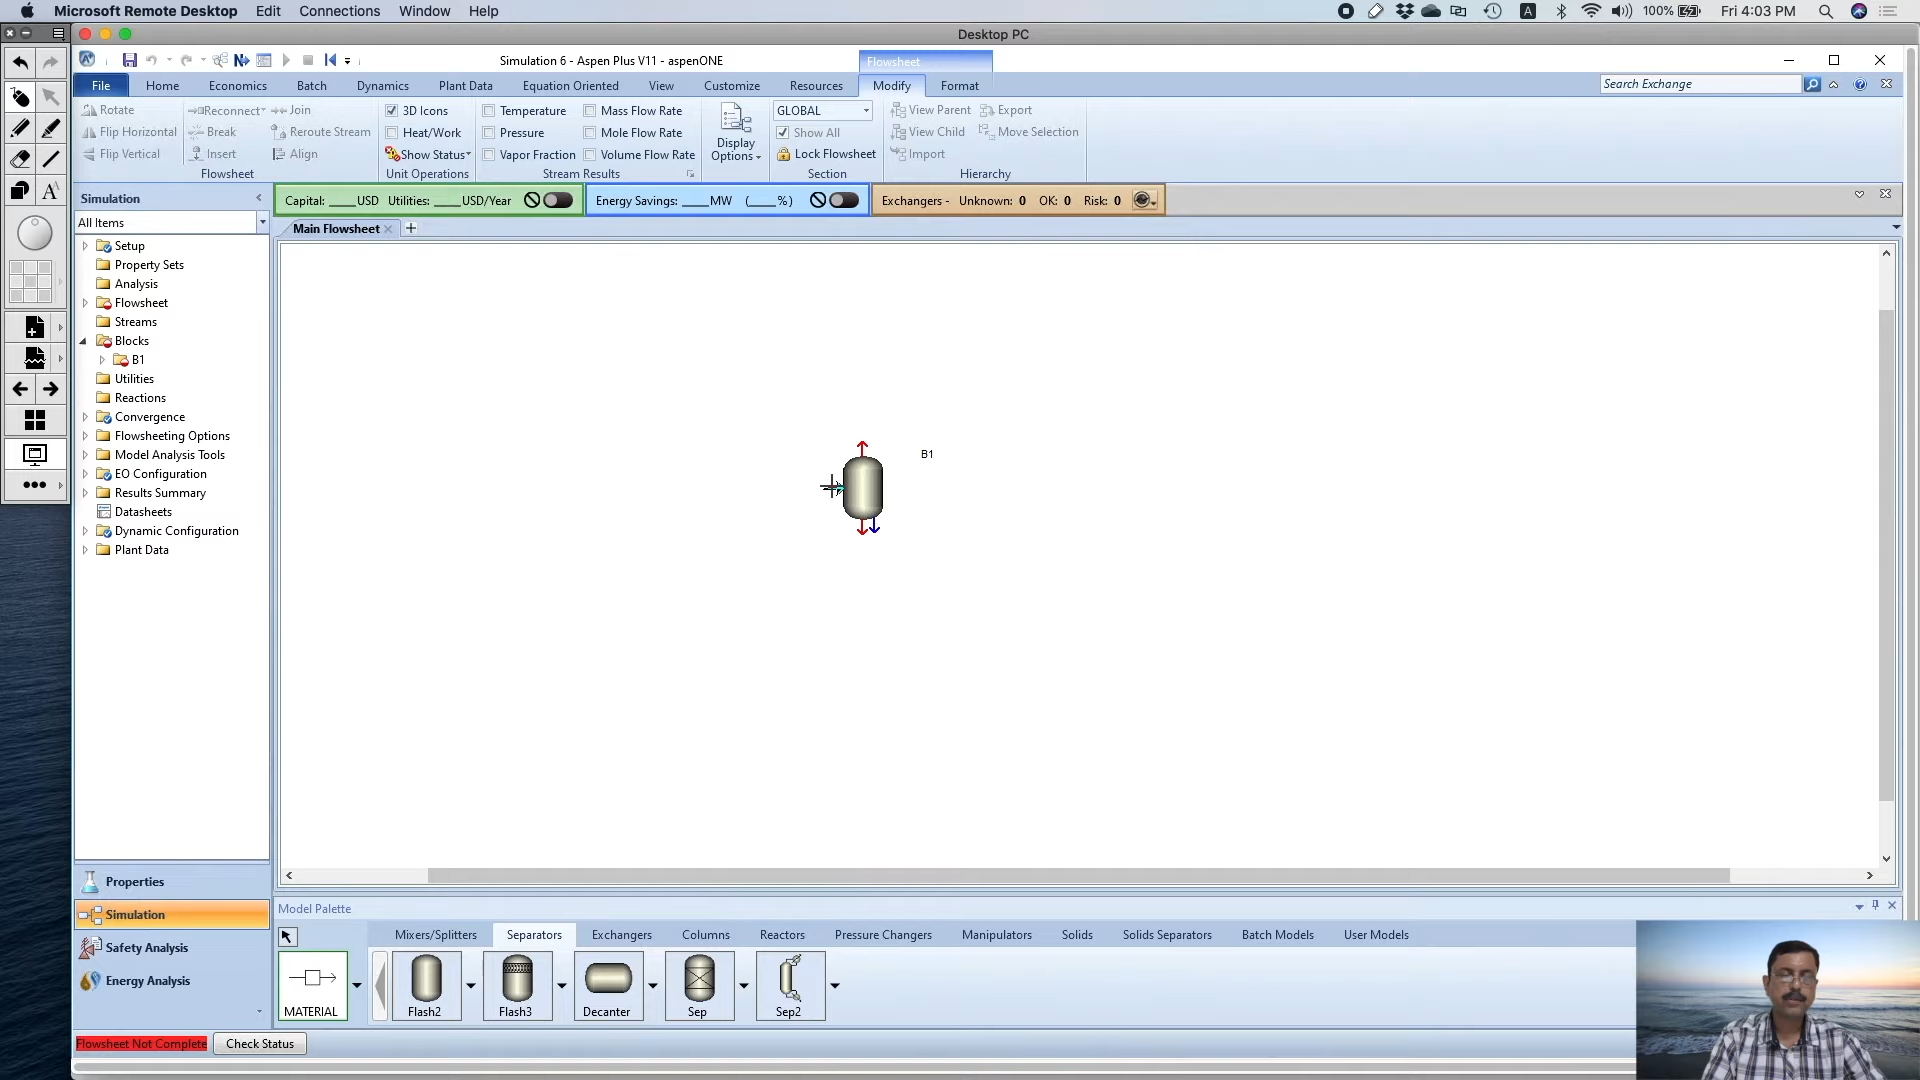 Microsoft Remote Desktop Edit Connections Window Help
A 100% Fri 4:03 PM
Desktop PC
Simulation 6 - Aspen Plus V11 - aspenONE
Flowsheet
File Home Economics Batch Dynamics Plant Data Equation Oriented View Customize Resources Modify Format
Search Exchange
Rotate Reconnect Join
Flip Horizontal Break Reroute Stream
Flip Vertical Insert Align
Flowsheet
3D Icons
Heat/Work
Show Status
Unit Operations
Temperature Mass Flow Rate
Pressure Mole Flow Rate
Vapor Fraction Volume Flow Rate
Stream Results
Display
Options
GLOBAL
Show All
Lock Flowsheet
Section
View Parent Export
View Child Move Selection
Import
Hierarchy
Capital: ____USD Utilities: ____USD/Year
Energy Savings: ____MW (____%)
Exchangers - Unknown: 0 OK: 0 Risk: 0
Simulation
All Items
Main Flowsheet
Setup
Property Sets
Analysis
Flowsheet
Streams
Blocks
B1
Utilities
Reactions
Convergence
Flowsheeting Options
Model Analysis Tools
EO Configuration
Results Summary
Datasheets
Dynamic Configuration
Plant Data
B1
Properties
Simulation
Safety Analysis
Energy Analysis
Model Palette
Mixers/Splitters Separators Exchangers Columns Reactors Pressure Changers Manipulators Solids Solids Separators Batch Models User Models
MATERIAL Flash2 Flash3 Decanter Sep Sep2
Flowsheet Not Complete Check Status